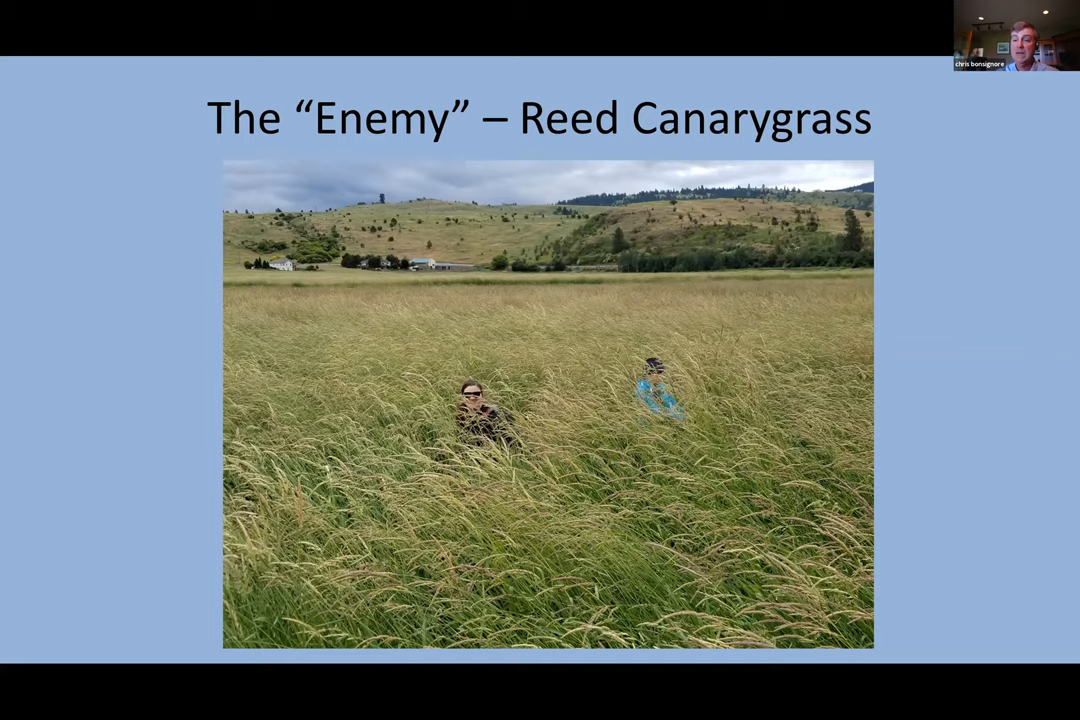 chris bonsignore
The “Enemy” – Reed Canarygrass